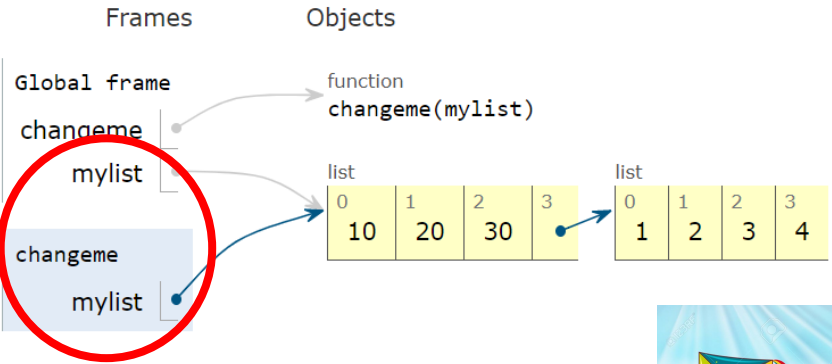 Frames Objects
Global frame
changeme
mylist
function
changeme(mylist)
list
0 1 2 3
10 20 30
list
0 1 2 3
1 2 3 4
changeme
mylist